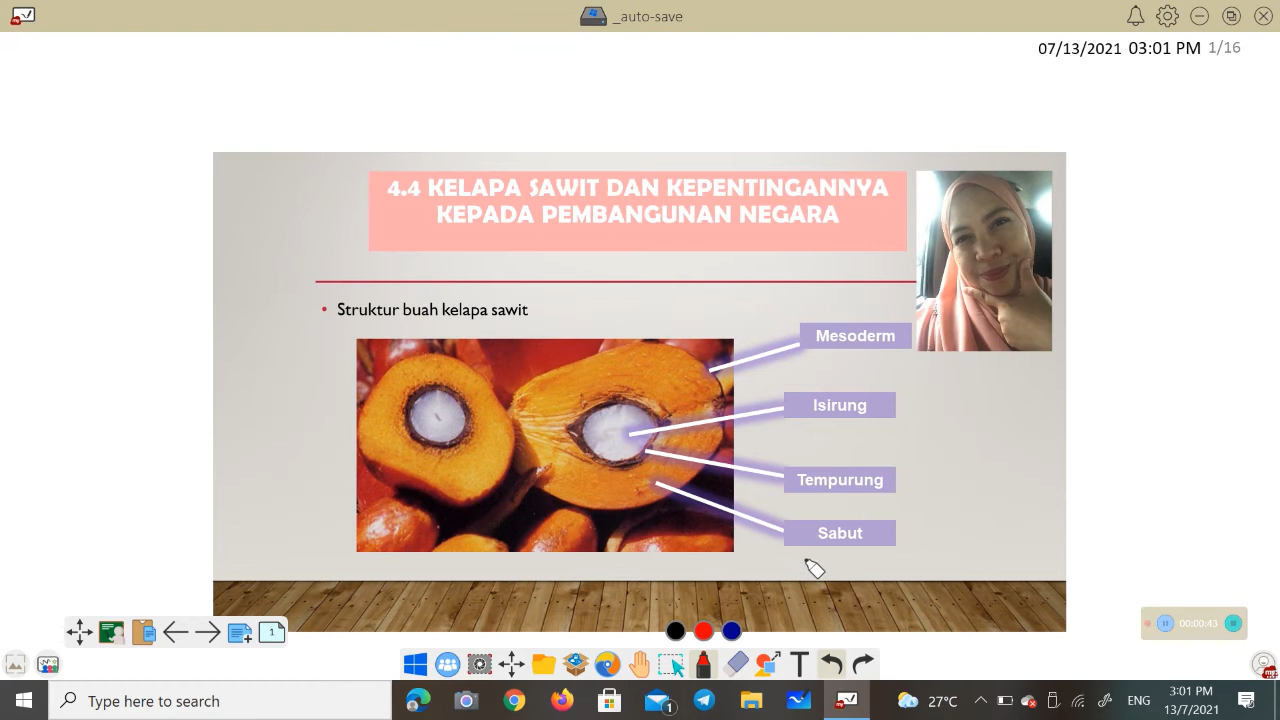 _auto-save
07/13/2021 03:01 PM 1/16
4.4 KELAPA SAWIT DAN KEPENTINGANNYA
KEPADA PEMBANGUNAN NEGARA
• Struktur buah kelapa sawit
Mesoderm
Isirung
Tempurung
Sabut
00:00:43
1
T
Type here to search
1
27°C
ENG
3:01 PM
13/7/2021